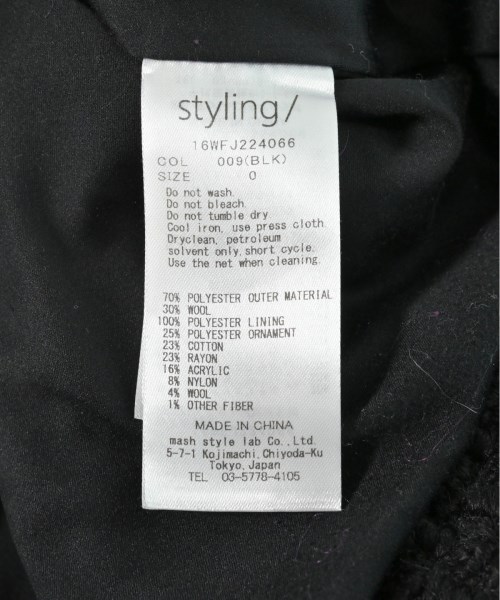 styling/
16WFJ224066
COL 009(BLK)
SIZE 0
Do not wash.
Do not bleach.
Do not tumble dry
Cool iron, use press cloth.
Dryclean, petroleum
solvent only, short cycle.
Use the net when cleaning.
70% POLYESTER OUTER MATERIAL
30% WOOL
100% POLYESTER LINING
25% POLYESTER ORNAMENT
23% COTTON
23% RAYON
16% ACRYLIC
8% NYLON
4% WOOL
1% OTHER FIBER
MADE IN CHINA
mash style lab Co.,Ltd.
5-7-1 Kojimachi,Chiyoda-Ku
Tokyo,Japan
TEL 03-5778-4105